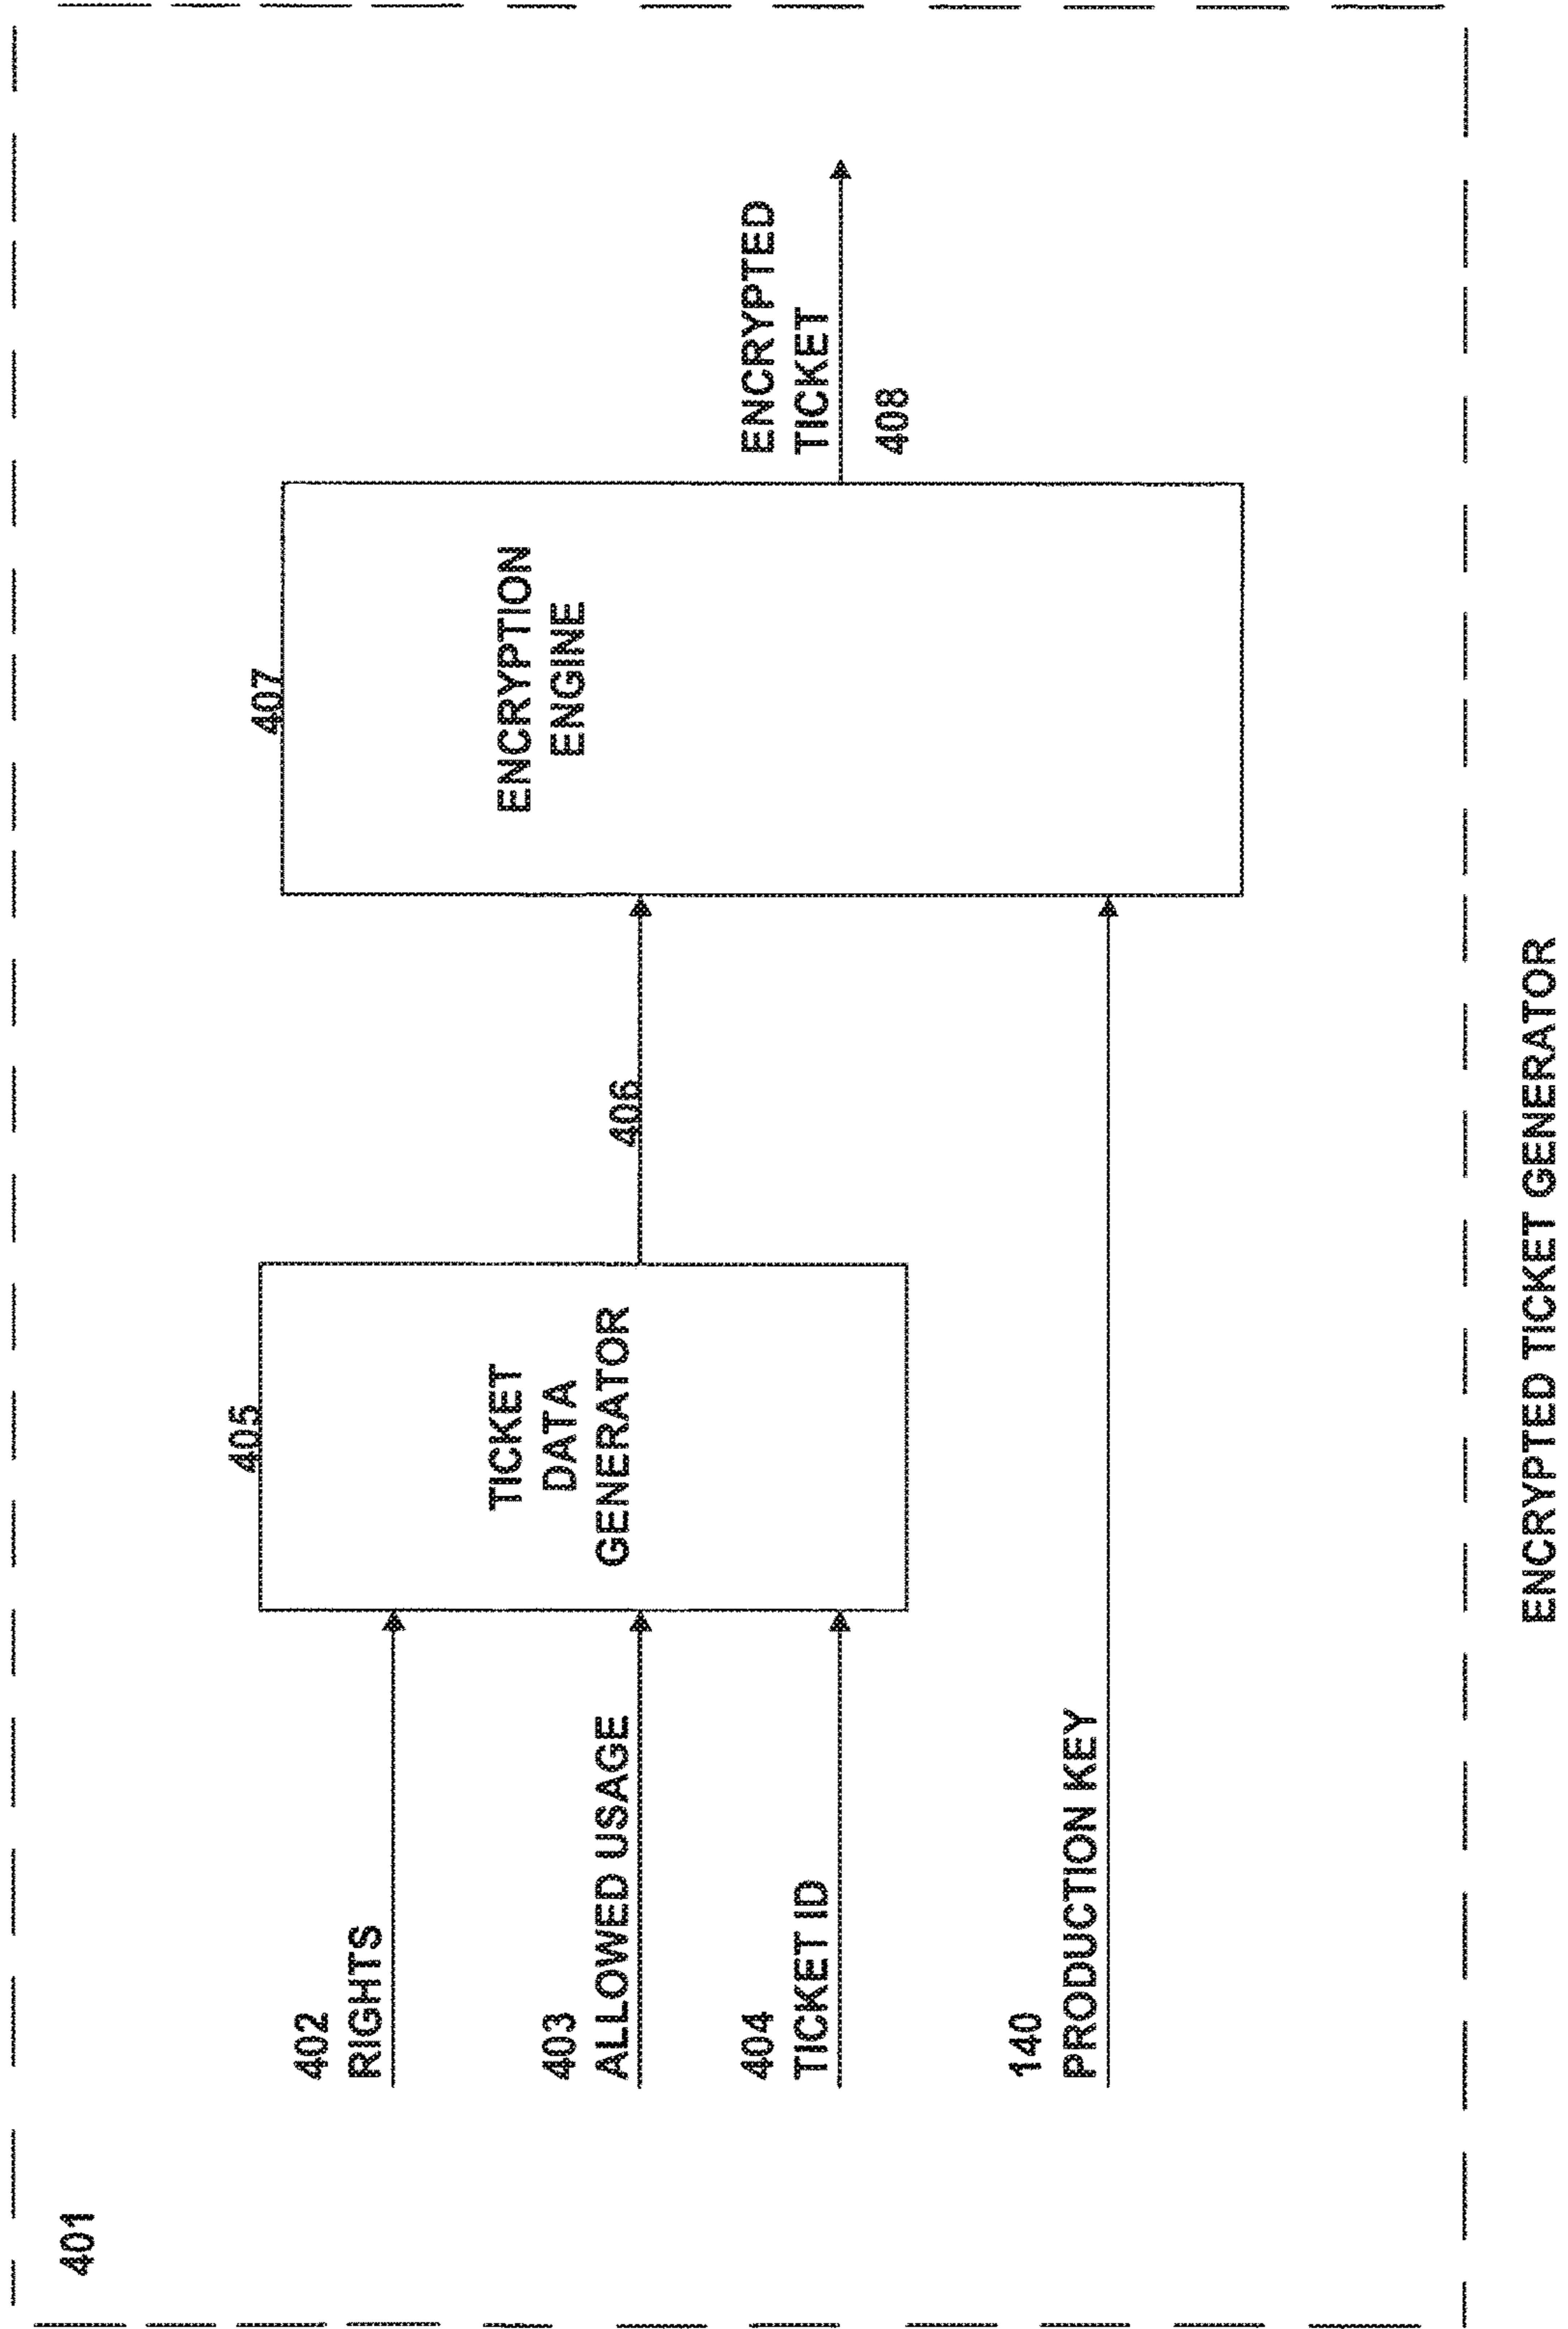 401
402
RIGHTS
403
ALLOWED USAGE
404
TICKET ID
140
PRODUCTION KEY
405
TICKET
DATA
GENERATOR
406
407
ENCRYPTION
ENGINE
ENCRYPTED
TICKET
408
ENCRYPTED TICKET GENERATOR